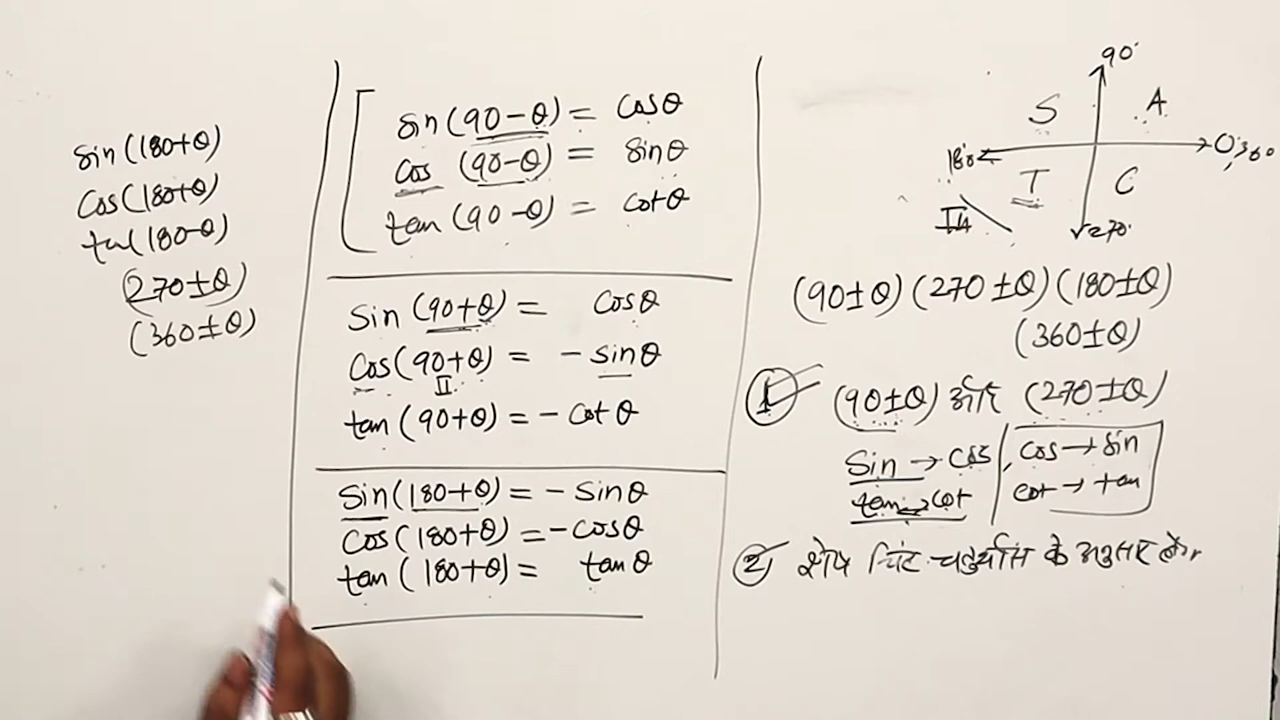 sin(180+θ)
cos(180+θ)
tan(180-θ)
(270±θ)
(360±θ)
sin(90-θ) = cosθ
cos(90-θ) = sinθ
tan(90-θ) = cotθ
sin(90+θ) = cosθ
cos(90+θ) = -sinθ
II
tan(90+θ) = -cotθ
sin(180+θ) = -sinθ
cos(180+θ) = -cosθ
tan(180+θ) = tanθ
90°
S A
180 0°,360
T C
270°
(90±θ) (270±θ) (180±θ)
(360±θ)
① (90±θ) और (270±θ)
sin → cos cos → sin
tan → cot cot → tan
② के अनुसार